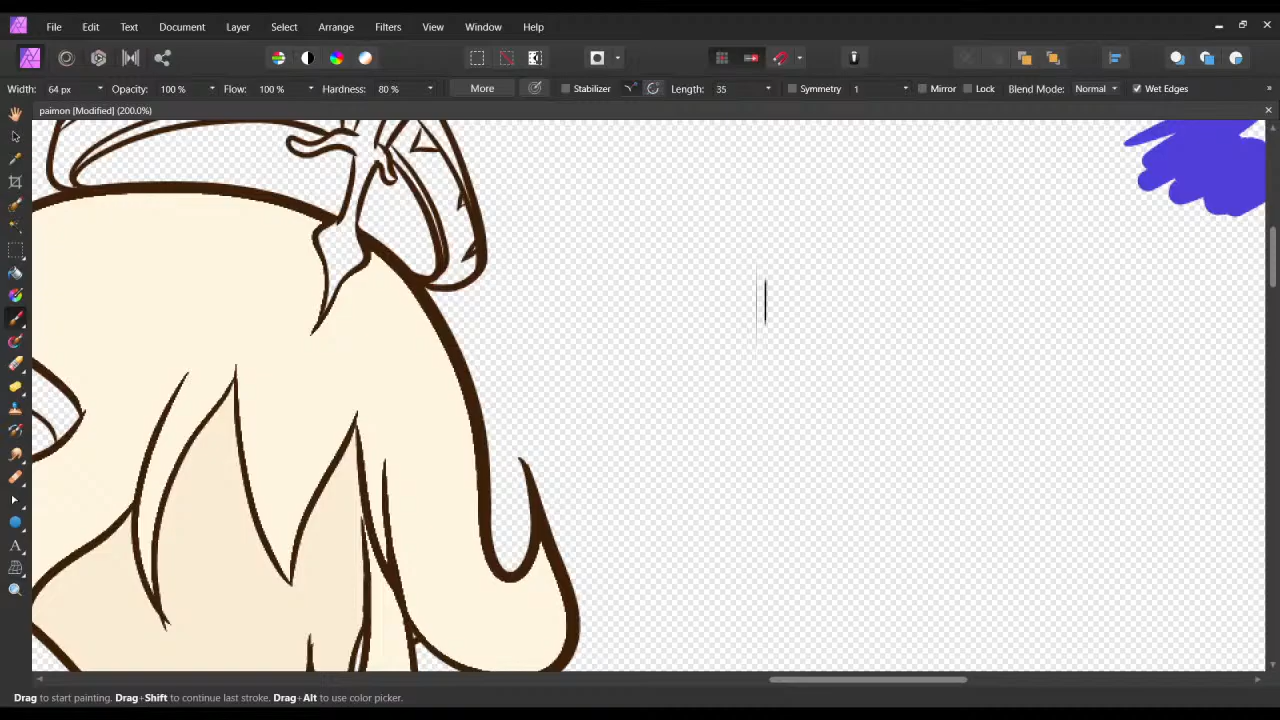 File Edit Text Document Layer Select Arrange Filters View Window Help
Width: 64 px Opacity: 100 % Flow: 100 % Hardness: 80 % More Stabilizer Length: 35 Symmetry 1 Mirror Lock Blend Mode: Normal Wet Edges »
paimon [Modified] (200.0%)
Drag to start painting. Drag+Shift to continue last stroke. Drag+Alt to use color picker.